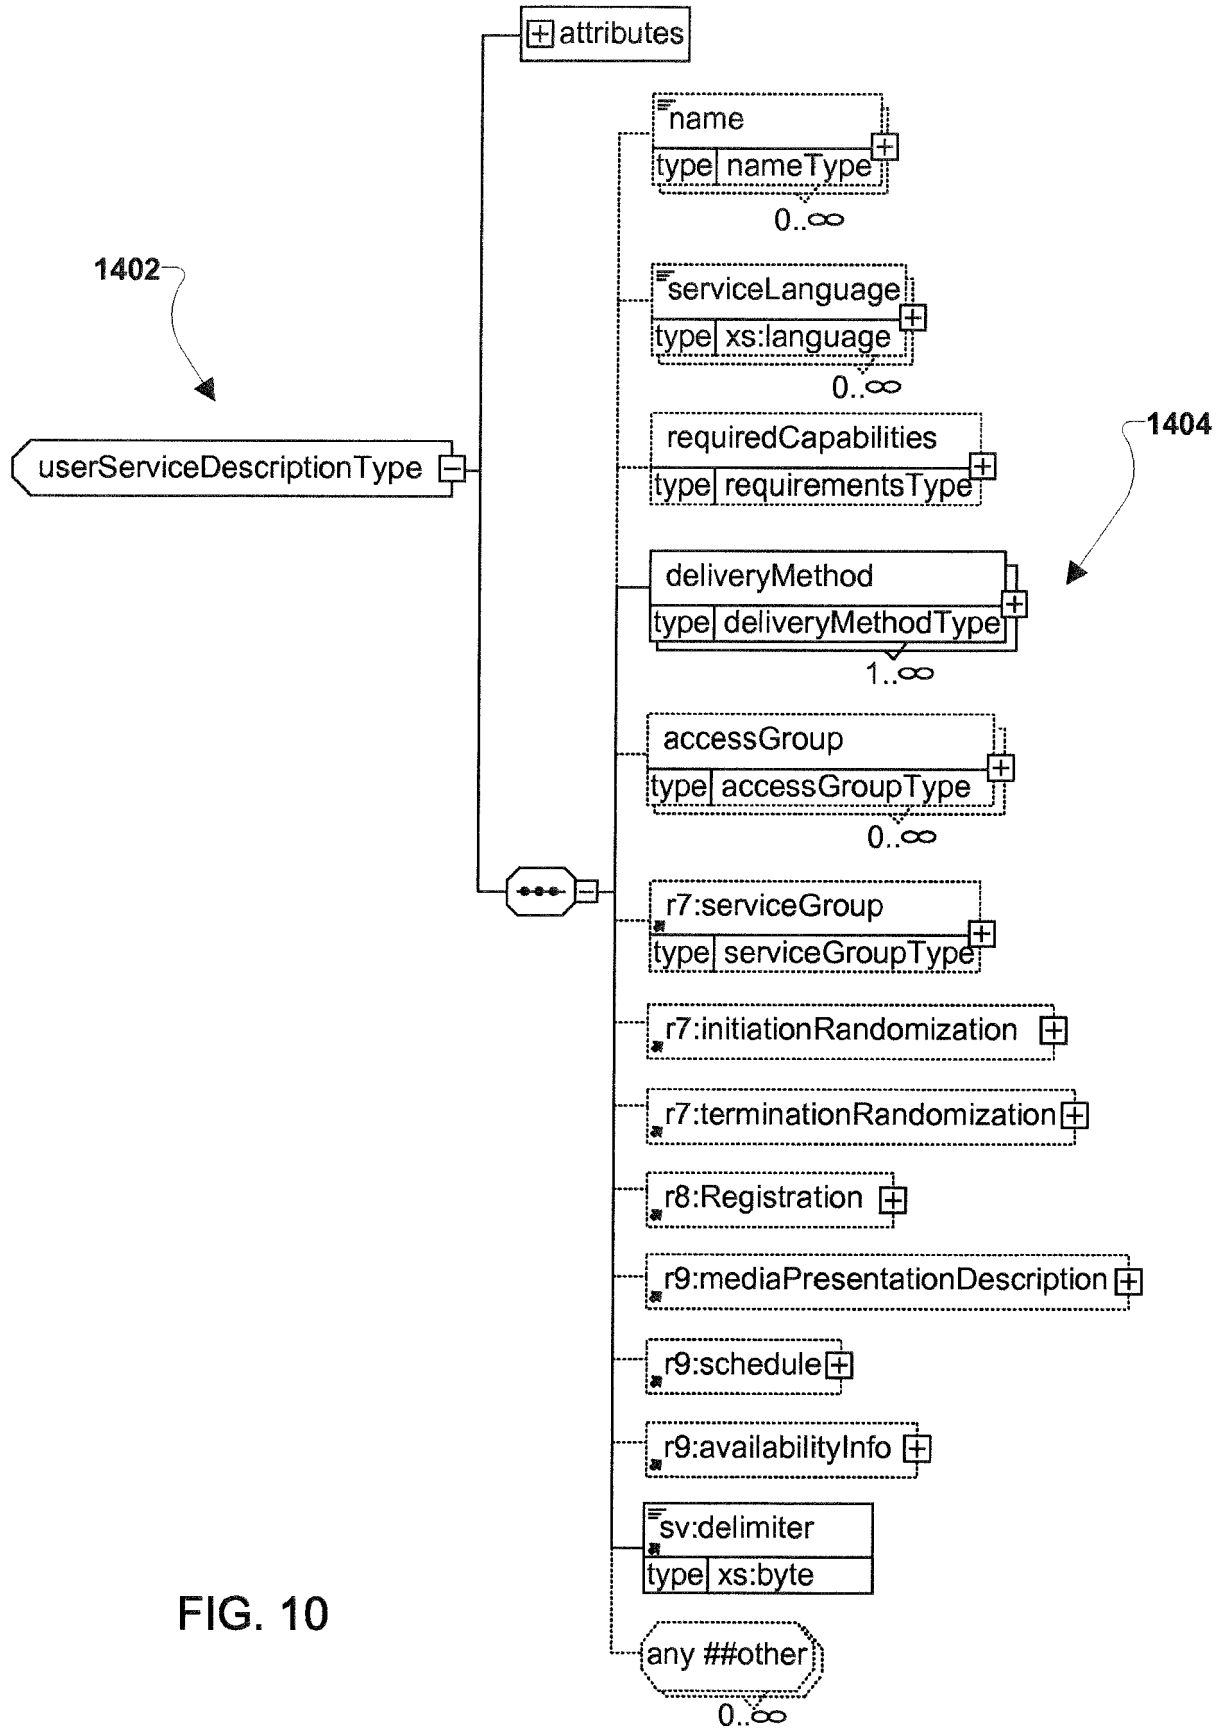 attributes
name
type nameType
0..∞
1402
serviceLanguage
type xs:language
0..∞
requiredCapabilities
type requirementsType
1404
userServiceDescriptionType
deliveryMethod
type deliveryMethodType
1..∞
accessGroup
type accessGroupType
0..∞
r7:serviceGroup
type serviceGroupType
r7:initiationRandomization
r7:terminationRandomization
r8:Registration
r9:mediaPresentationDescription
r9:schedule
r9:availabilityInfo
sv:delimiter
type xs:byte
FIG. 10
any ##other
0..∞